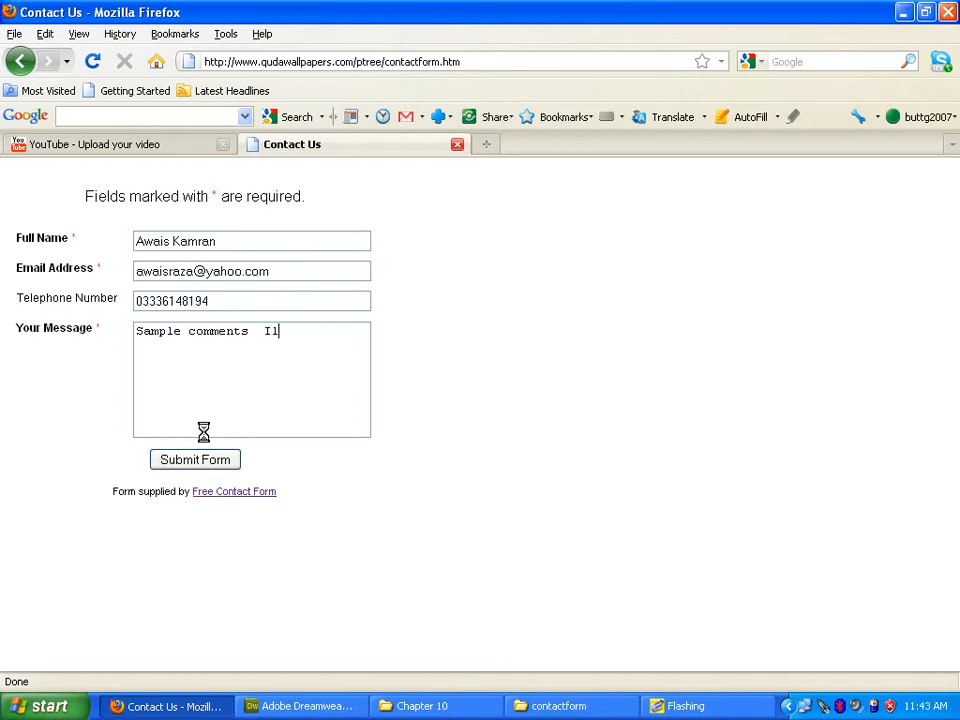 Contact Us - Mozilla Firefox
File Edit View History Bookmarks Tools Help
http://www.qudawallpapers.com/ptree/contactform.htm
Google
Most Visited Getting Started Latest Headlines
Google Search Share Bookmarks Translate AutoFill buttg2007
YouTube - Upload your video Contact Us
Fields marked with * are required.
Full Name * Awais Kamran
Email Address * awaisraza@yahoo.com
Telephone Number 03336148194
Your Message * Sample comments Il
Submit Form
Form supplied by Free Contact Form
Done
start Contact Us - Mozill... Adobe Dreamwea... Chapter 10 contactform Flashing 11:43 AM